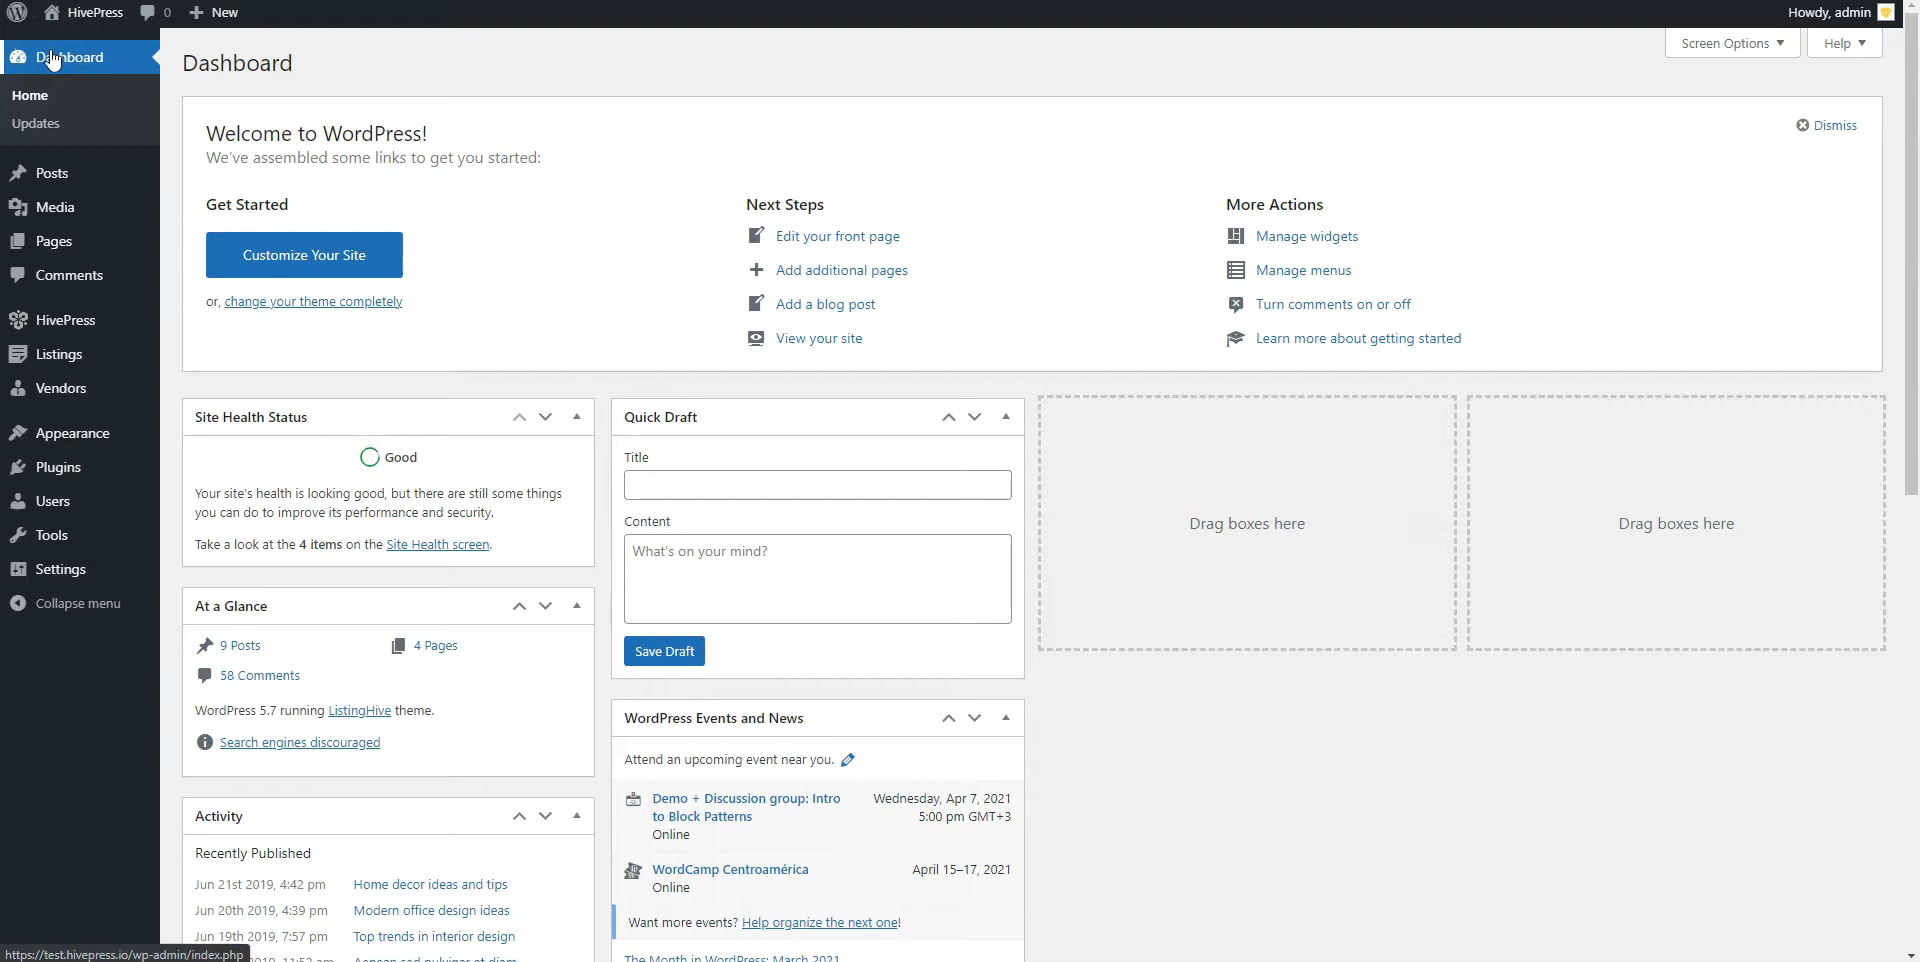 HivePress
0
New
Howdy, admin
Dashboard
Home
Updates
Posts
Media
Pages
Comments
HivePress
Listings
Vendors
Appearance
Plugins
Users
Tools
Settings
Collapse menu
Dashboard
Screen Options
Help
Welcome to WordPress!
We've assembled some links to get you started:
Dismiss
Get Started
Customize Your Site
or, change your theme completely
Next Steps
Edit your front page
Add additional pages
Add a blog post
View your site
More Actions
Manage widgets
Manage menus
Turn comments on or off
Learn more about getting started
Site Health Status
Good
Your site's health is looking good, but there are still some things
you can do to improve its performance and security.
Take a look at the 4 items on the Site Health screen.
At a Glance
9 Posts
4 Pages
58 Comments
WordPress 5.7 running ListingHive theme.
Search engines discouraged
Activity
Recently Published
Jun 21st 2019, 4:42 pm Home decor ideas and tips
Jun 20th 2019, 4:39 pm Modern office design ideas
Jun 19th 2019, 7:57 pm Top trends in interior design
Quick Draft
Title
Content
What's on your mind?
Save Draft
WordPress Events and News
Attend an upcoming event near you.
Demo + Discussion group: Intro
to Block Patterns
Online
Wednesday, Apr 7, 2021
5:00 pm GMT+3
WordCamp Centroamérica
Online
April 15–17, 2021
Want more events? Help organize the next one!
The Month in WordPress: March 2021
Drag boxes here
Drag boxes here
https://test.hivepress.io/wp-admin/index.php